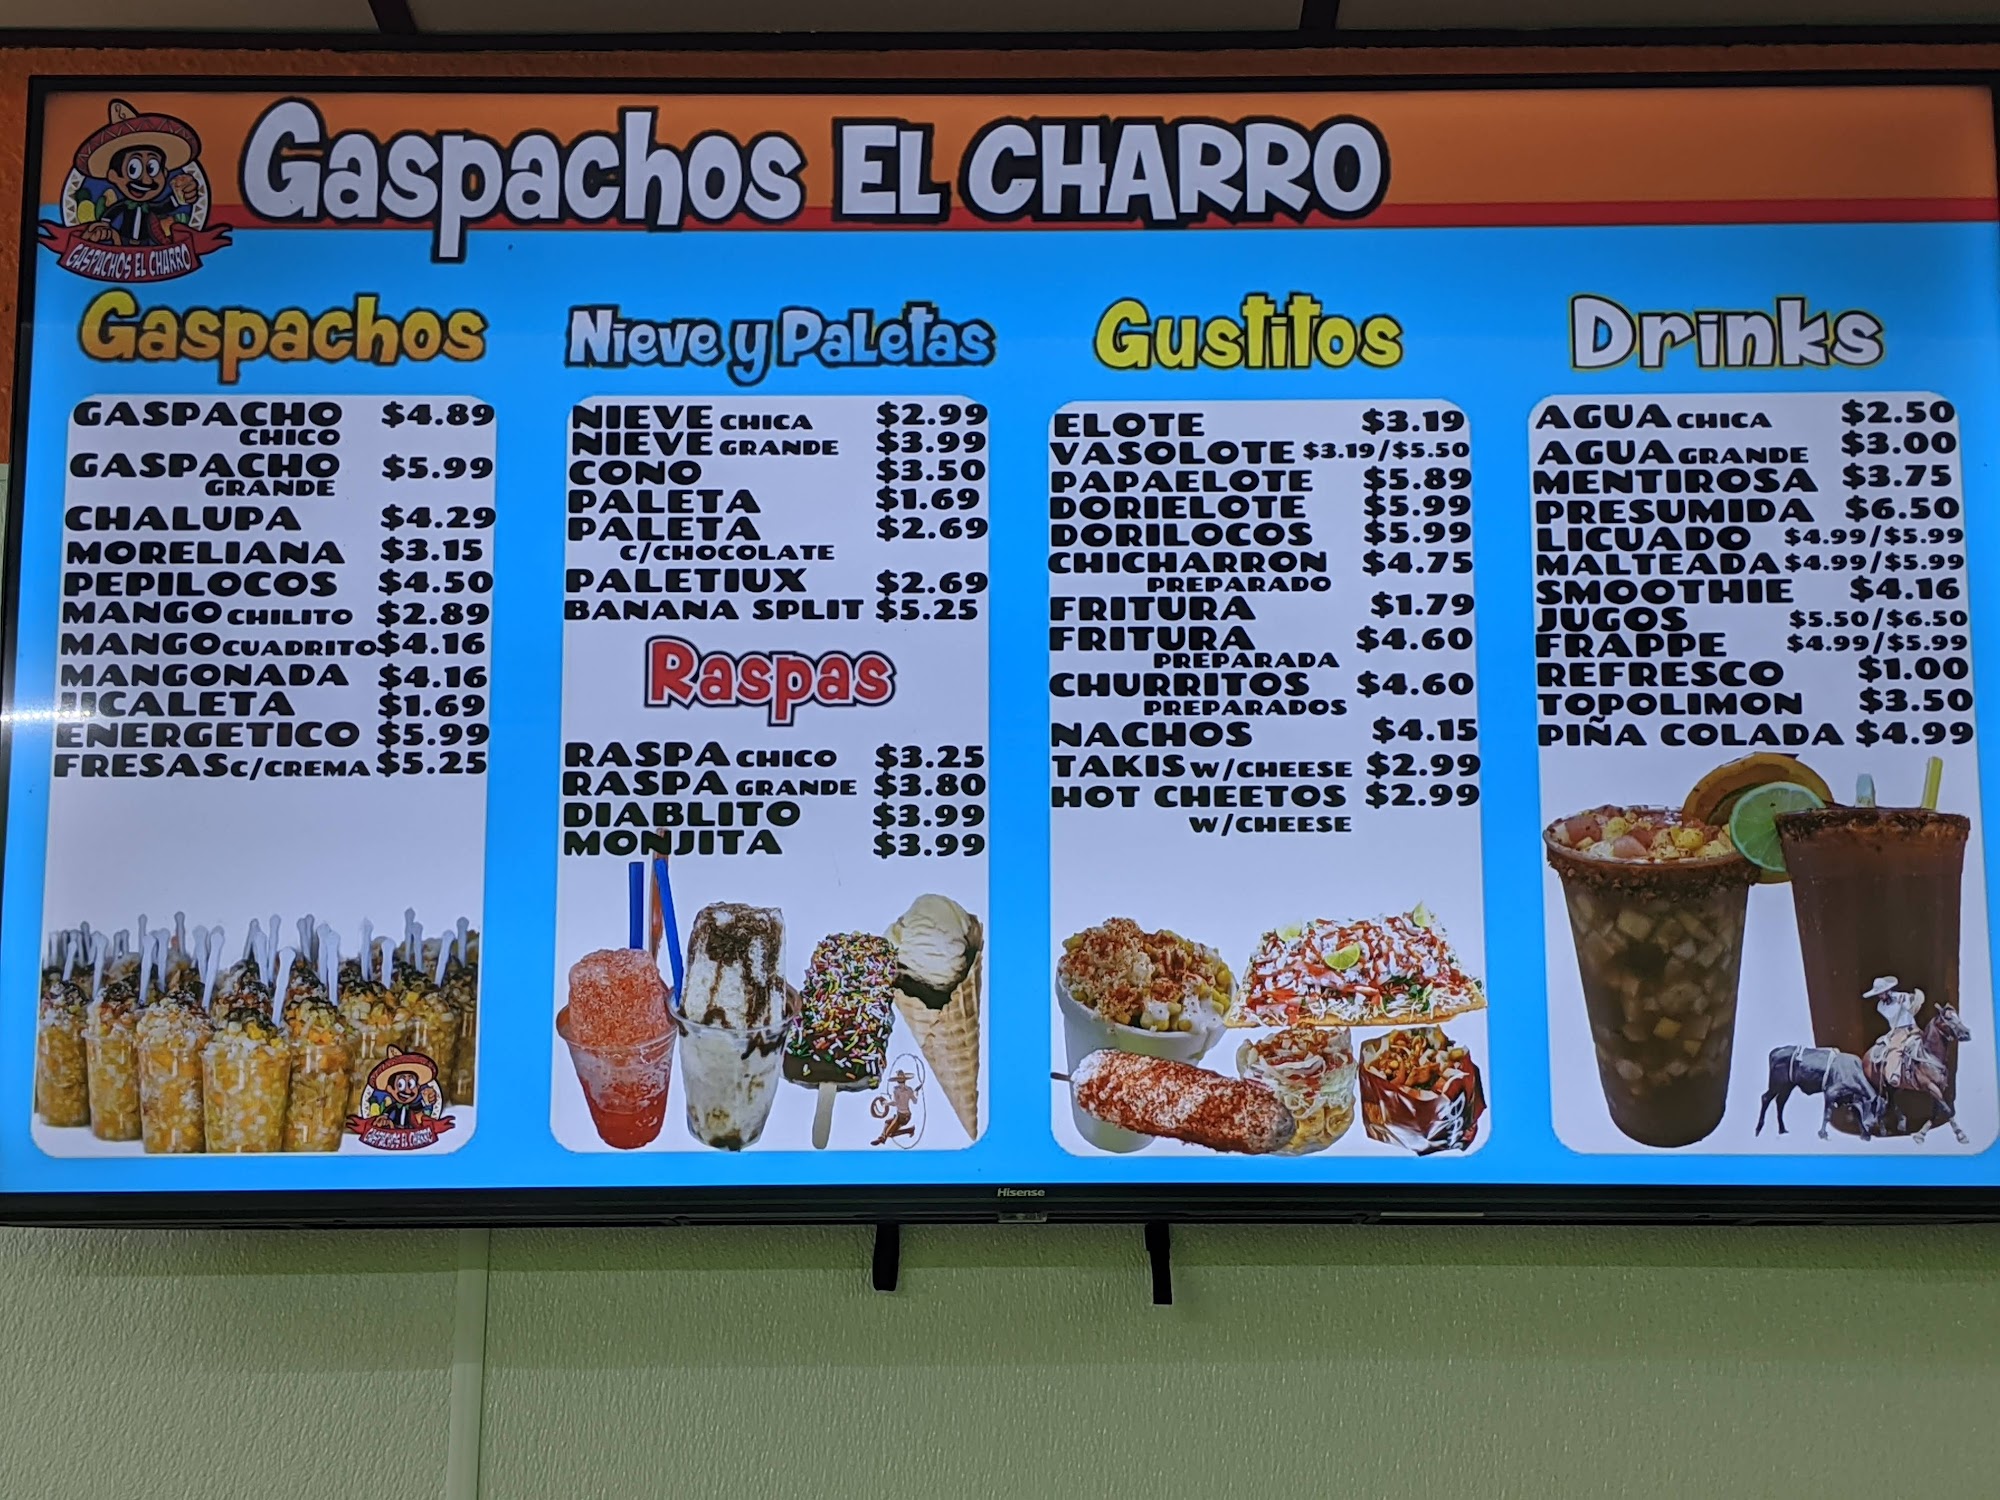 Gaspachos EL CHARRO
GASPACHOS EL CHARRO
Gaspachos
GASPACHO $4.89
CHICO
GASPACHO $5.99
GRANDE
CHALUPA $4.29
MORELIANA $3.15
PEPILOCOS $4.50
MANGO CHILITO $2.89
MANGO CUADRITO $4.16
MANGONADA $4.16
JICALETA $1.69
ENERGETICO $5.99
FRESAS C/CREMA $5.25
GASPACHOS EL CHARRO
Nieve y Paletas
NIEVE CHICA $2.99
NIEVE GRANDE $3.99
CONO $3.50
PALETA $1.69
PALETA $2.69
C/CHOCOLATE
PALETIUX $2.69
BANANA SPLIT $5.25
Raspas
RASPA CHICO $3.25
RASPA GRANDE $3.80
DIABLITO $3.99
MONJITA $3.99
Gustitos
ELOTE $3.19
VASOLOTE $3.19/$5.50
PAPAELOTE $5.89
DORIELOTE $5.99
DORILOCOS $5.99
CHICHARRON $4.75
PREPARADO
FRITURA $1.79
FRITURA $4.60
PREPARADA
CHURRITOS $4.60
PREPARADOS
NACHOS $4.15
TAKIS W/CHEESE $2.99
HOT CHEETOS $2.99
W/CHEESE
Drinks
AGUA CHICA $2.50
AGUA GRANDE $3.00
MENTIROSA $3.75
PRESUMIDA $6.50
LICUADO $4.99/$5.99
MALTEADA $4.99/$5.99
SMOOTHIE $4.16
JUGOS $5.50/$6.50
FRAPPE $4.99/$5.99
REFRESCO $1.00
TOPOLIMON $3.50
PIÑA COLADA $4.99
Hisense